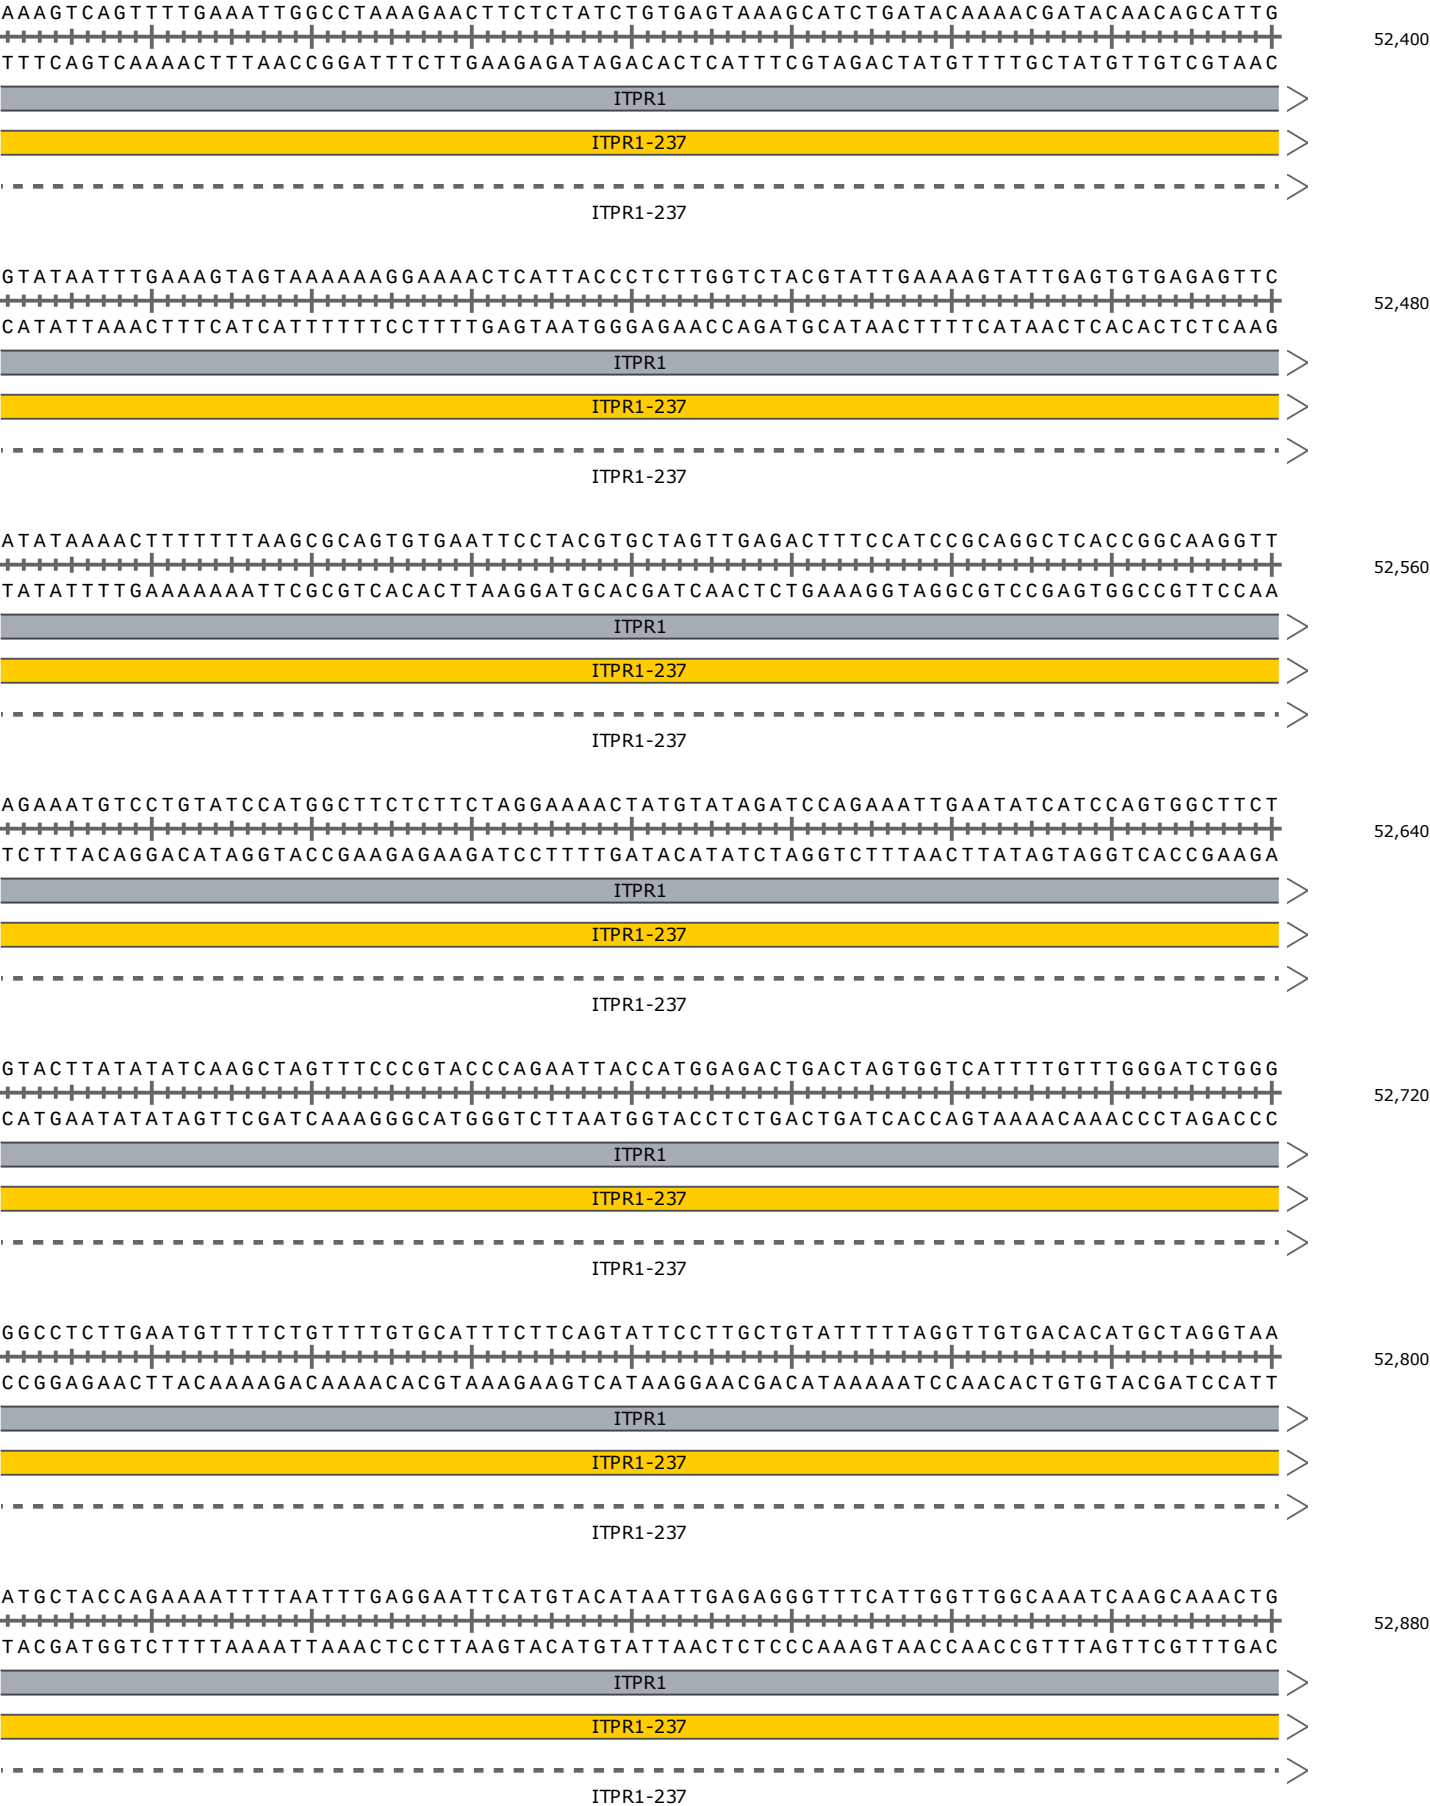 AAAGTCAGTTTTGAAATTGGCCTAAAGAACTTCTCTATCTGTGAGTAAAGCATCTGATACAAAACGATACAACAGCATTG
52,400
TTTCAGTCAAAACTTTAACCGGATTTCTTGAAGAGATAGACACTCATTTCGTAGACTATGTTTTGCTATGTTGTCGTAAC
ITPR1
ITPR1-237
ITPR1-237
GTATAATTTGAAAGTAGTAAAAAAGGAAAACTCATTACCCTCTTGGTCTACGTATTGAAAAGTATTGAGTGTGAGAGTTC
52,480
CATATTAAACTTTCATCATTTTTTCCTTTTGAGTAATGGGAGAACCAGATGCATAACTTTTCATAACTCACACTCTCAAG
ITPR1
ITPR1-237
ITPR1-237
ATATAAAACTTTTTTTAAGCGCAGTGTGAATTCCTACGTGCTAGTTGAGACTTTCCATCCGCAGGCTCACCGGCAAGGTT
52,560
TATATTTTGAAAAAAATTCGCGTCACACTTAAGGATGCACGATCAACTCTGAAAGGTAGGCGTCCGAGTGGCCGTTCCAA
ITPR1
ITPR1-237
ITPR1-237
AGAAATGTCCTGTATCCATGGCTTCTCTTCTAGGAAAACTATGTATAGATCCAGAAATTGAATATCATCCAGTGGCTTCT
52,640
TCTTTACAGGACATAGGTACCGAAGAGAAGATCCTTTTGATACATATCTAGGTCTTTAACTTATAGTAGGTCACCGAAGA
ITPR1
ITPR1-237
ITPR1-237
GTACTTATATATCAAGCTAGTTTCCCGTACCCAGAATTACCATGGAGACTGACTAGTGGTCATTTTGTTTGGGATCTGGG
52,720
CATGAATATATAGTTCGATCAAAGGGCATGGGTCTTAATGGTACCTCTGACTGATCACCAGTAAAACAAACCCTAGACCC
ITPR1
ITPR1-237
ITPR1-237
GGCCTCTTGAATGTTTTCTGTTTTGTGCATTTCTTCAGTATTCCTTGCTGTATTTTTAGGTTGTGACACATGCTAGGTAA
52,800
CCGGAGAACTTACAAAAGACAAAACACGTAAAGAAGTCATAAGGAACGACATAAAAATCCAACACTGTGTACGATCCATT
ITPR1
ITPR1-237
ITPR1-237
ATGCTACCAGAAAATTTTAATTTGAGGAATTCATGTACATAATTGAGAGGGTTTCATTGGTTGGCAAATCAAGCAAACTG
52,880
TACGATGGTCTTTTAAAATTAAACTCCTTAAGTACATGTATTAACTCTCCCAAAGTAACCAACCGTTTAGTTCGTTTGAC
ITPR1
ITPR1-237
ITPR1-237